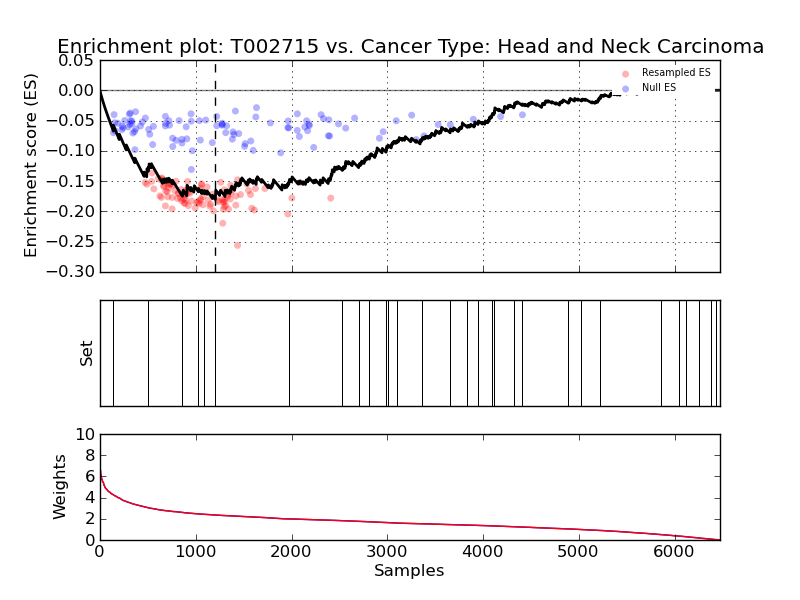 Enrichment plot: T002715 vs. Cancer Type: Head and Neck Carcinoma
Enrichment score (ES)
0.05
0.00
−0.05
−0.10
−0.15
−0.20
−0.25
−0.30
Resampled ES
Null ES
Set
Weights
10
8
6
4
2
0
0 1000 2000 3000 4000 5000 6000
Samples